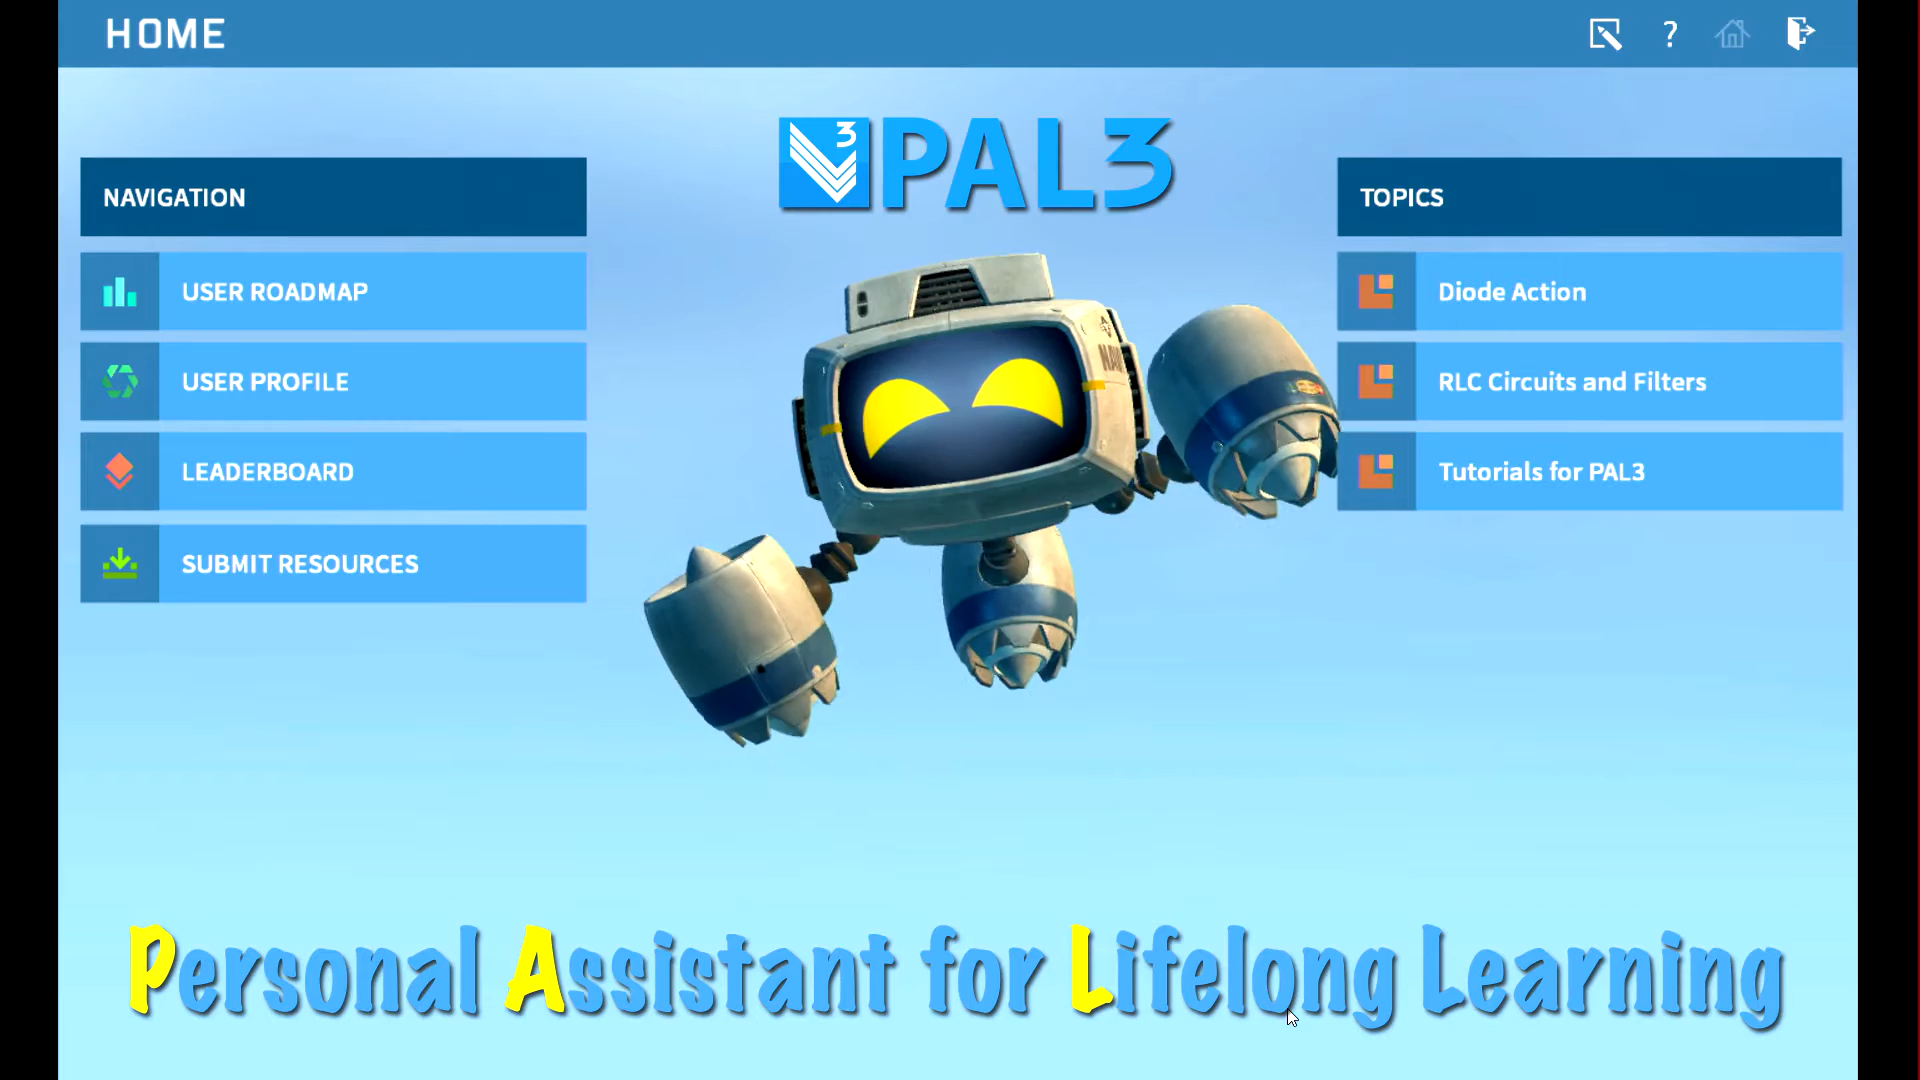 HOME
?
3
PAL3
NAVIGATION
USER ROADMAP
USER PROFILE
LEADERBOARD
SUBMIT RESOURCES
TOPICS
Diode Action
RLC Circuits and Filters
Tutorials for PAL3
Personal Assistant for Lifelong Learning